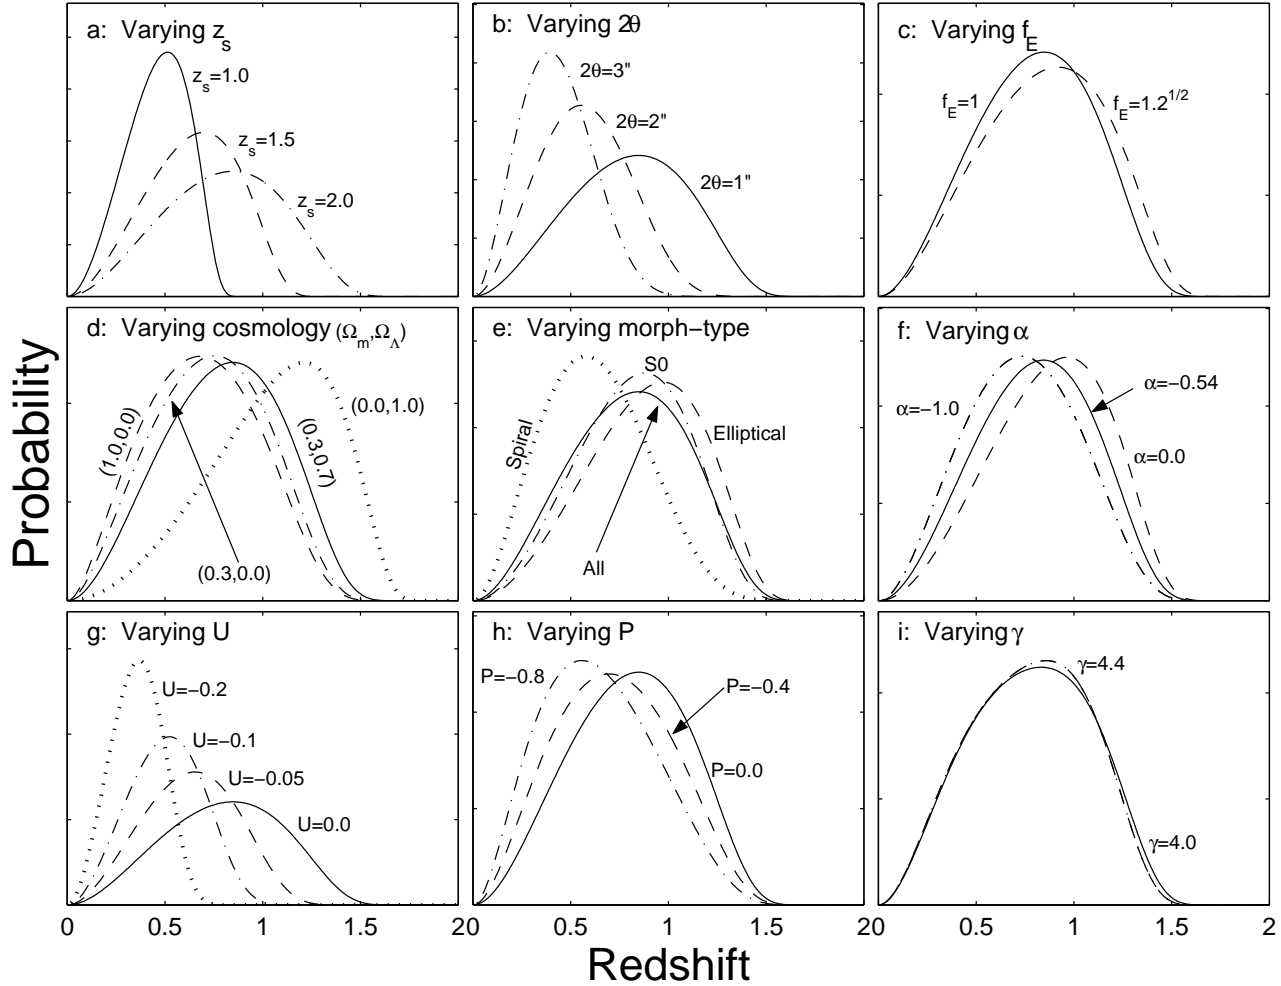 a: Varying z_s
z_s=1.0
z_s=1.5
z_s=2.0
b: Varying 2θ
2θ=3"
2θ=2"
2θ=1"
c: Varying f_E
f_E=1
f_E=1.2^1/2
d: Varying cosmology (Ω_m,Ω_Λ)
(1.0,0.0)
(0.3,0.0)
(0.3,0.7)
(0.0,1.0)
e: Varying morph−type
S0
Spiral
Elliptical
All
f: Varying α
α=−1.0
α=−0.54
α=0.0
g: Varying U
U=−0.2
U=−0.1
U=−0.05
U=0.0
h: Varying P
P=−0.8
P=−0.4
P=0.0
i: Varying γ
γ=4.4
γ=4.0
0 0.5 1 1.5 20 0.5 1 1.5 20 0.5 1 1.5 2
Probability
Redshift